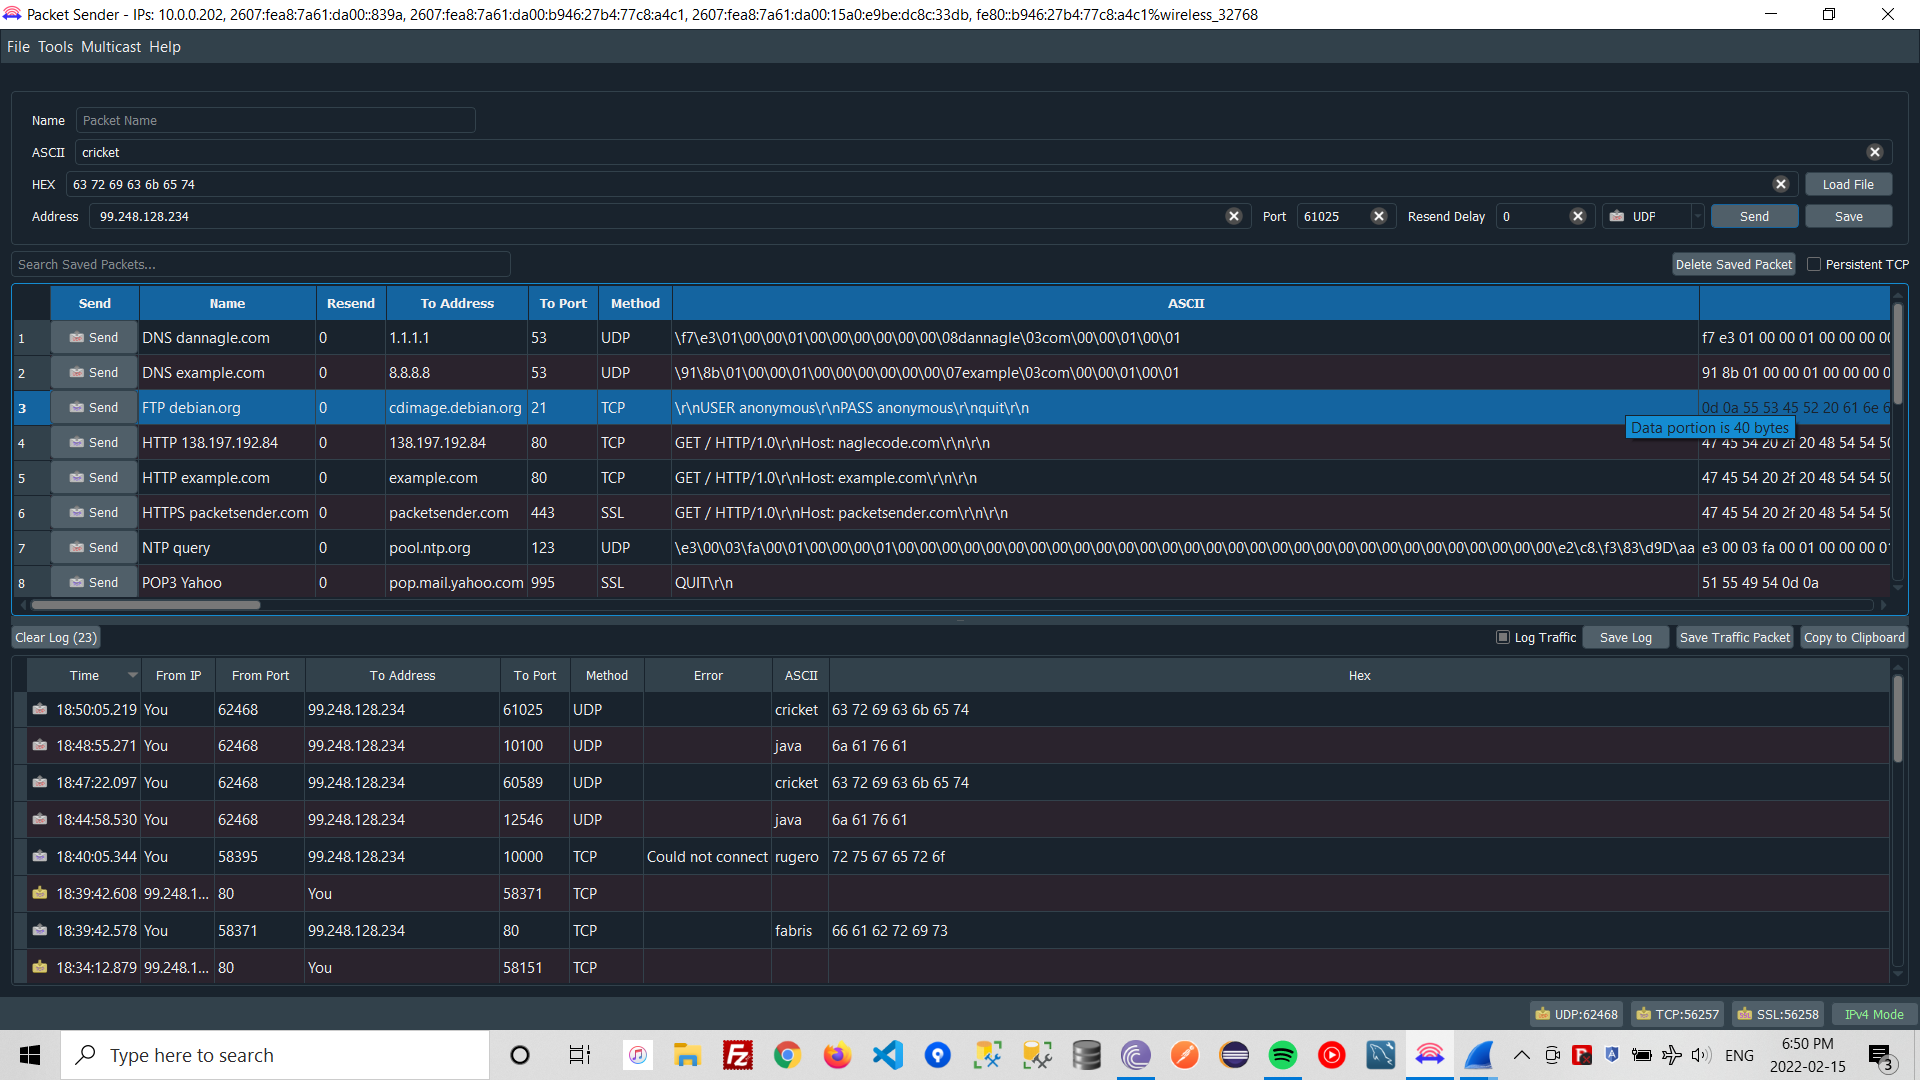 Packet Sender - IPs: 10.0.0.202, 2607:fea8:7a61:da00::839a, 2607:fea8:7a61:da00:b946:27b4:77c8:a4c1, 2607:fea8:7a61:da00:15a0:e9be:dc8c:33db, fe80::b946:27b4:77c8:a4c1%wireless_32768
File Tools Multicast Help
Name Packet Name
ASCII cricket
HEX 63 72 69 63 6b 65 74 Load File
Address 99.248.128.234 Port 61025 Resend Delay 0 UDP Send Save
Search Saved Packets... Delete Saved Packet Persistent TCP
Send Name Resend To Address To Port Method ASCII
1 Send DNS dannagle.com 0 1.1.1.1 53 UDP \f7\e3\01\00\00\01\00\00\00\00\00\00\08dannagle\03com\00\00\01\00\01 f7 e3 01 00 00 01 00 00 00 00
2 Send DNS example.com 0 8.8.8.8 53 UDP \91\8b\01\00\00\01\00\00\00\00\00\00\07example\03com\00\00\01\00\01 91 8b 01 00 00 01 00 00 00 0
3 Send FTP debian.org 0 cdimage.debian.org 21 TCP \r\nUSER anonymous\r\nPASS anonymous\r\nquit\r\n 0d 0a 55 53 45 52 20 61 6e 6
Data portion is 40 bytes
4 Send HTTP 138.197.192.84 0 138.197.192.84 80 TCP GET / HTTP/1.0\r\nHost: naglecode.com\r\n\r\n 47 45 54 20 2f 20 48 54 54 50
5 Send HTTP example.com 0 example.com 80 TCP GET / HTTP/1.0\r\nHost: example.com\r\n\r\n 47 45 54 20 2f 20 48 54 54 50
6 Send HTTPS packetsender.com 0 packetsender.com 443 SSL GET / HTTP/1.0\r\nHost: packetsender.com\r\n\r\n 47 45 54 20 2f 20 48 54 54 50
7 Send NTP query 0 pool.ntp.org 123 UDP \e3\00\03\fa\00\01\00\00\00\01\00\00\00\00\00\00\00\00\00\00\00\00\00\00\00\00\00\00\00\00\00\00\00\00\00\00\00\00\00\00\e2\c8.\f3\83\d9D\aa e3 00 03 fa 00 01 00 00 00 01
8 Send POP3 Yahoo 0 pop.mail.yahoo.com 995 SSL QUIT\r\n 51 55 49 54 0d 0a
Clear Log (23) Log Traffic Save Log Save Traffic Packet Copy to Clipboard
Time From IP From Port To Address To Port Method Error ASCII Hex
18:50:05.219 You 62468 99.248.128.234 61025 UDP cricket 63 72 69 63 6b 65 74
18:48:55.271 You 62468 99.248.128.234 10100 UDP java 6a 61 76 61
18:47:22.097 You 62468 99.248.128.234 60589 UDP cricket 63 72 69 63 6b 65 74
18:44:58.530 You 62468 99.248.128.234 12546 UDP java 6a 61 76 61
18:40:05.344 You 58395 99.248.128.234 10000 TCP Could not connect rugero 72 75 67 65 72 6f
18:39:42.608 99.248.1... 80 You 58371 TCP
18:39:42.578 You 58371 99.248.128.234 80 TCP fabris 66 61 62 72 69 73
18:34:12.879 99.248.1... 80 You 58151 TCP
UDP:62468 TCP:56257 SSL:56258 IPv4 Mode
Type here to search
ENG
6:50 PM
2022-02-15
3